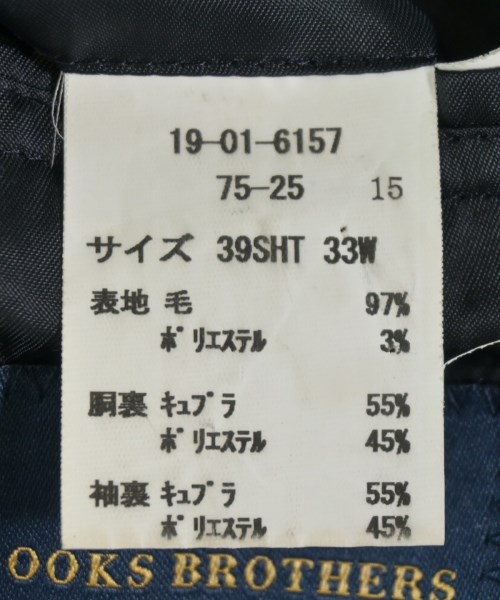 19-01-6157
75-25 15
サイズ 39SHT 33W
表地 毛 97%
ポリエステル 3%
胴裏 キュプラ 55%
ポリエステル 45%
袖裏 キュプラ 55%
ポリエステル 45%
OOKS BROTHERS